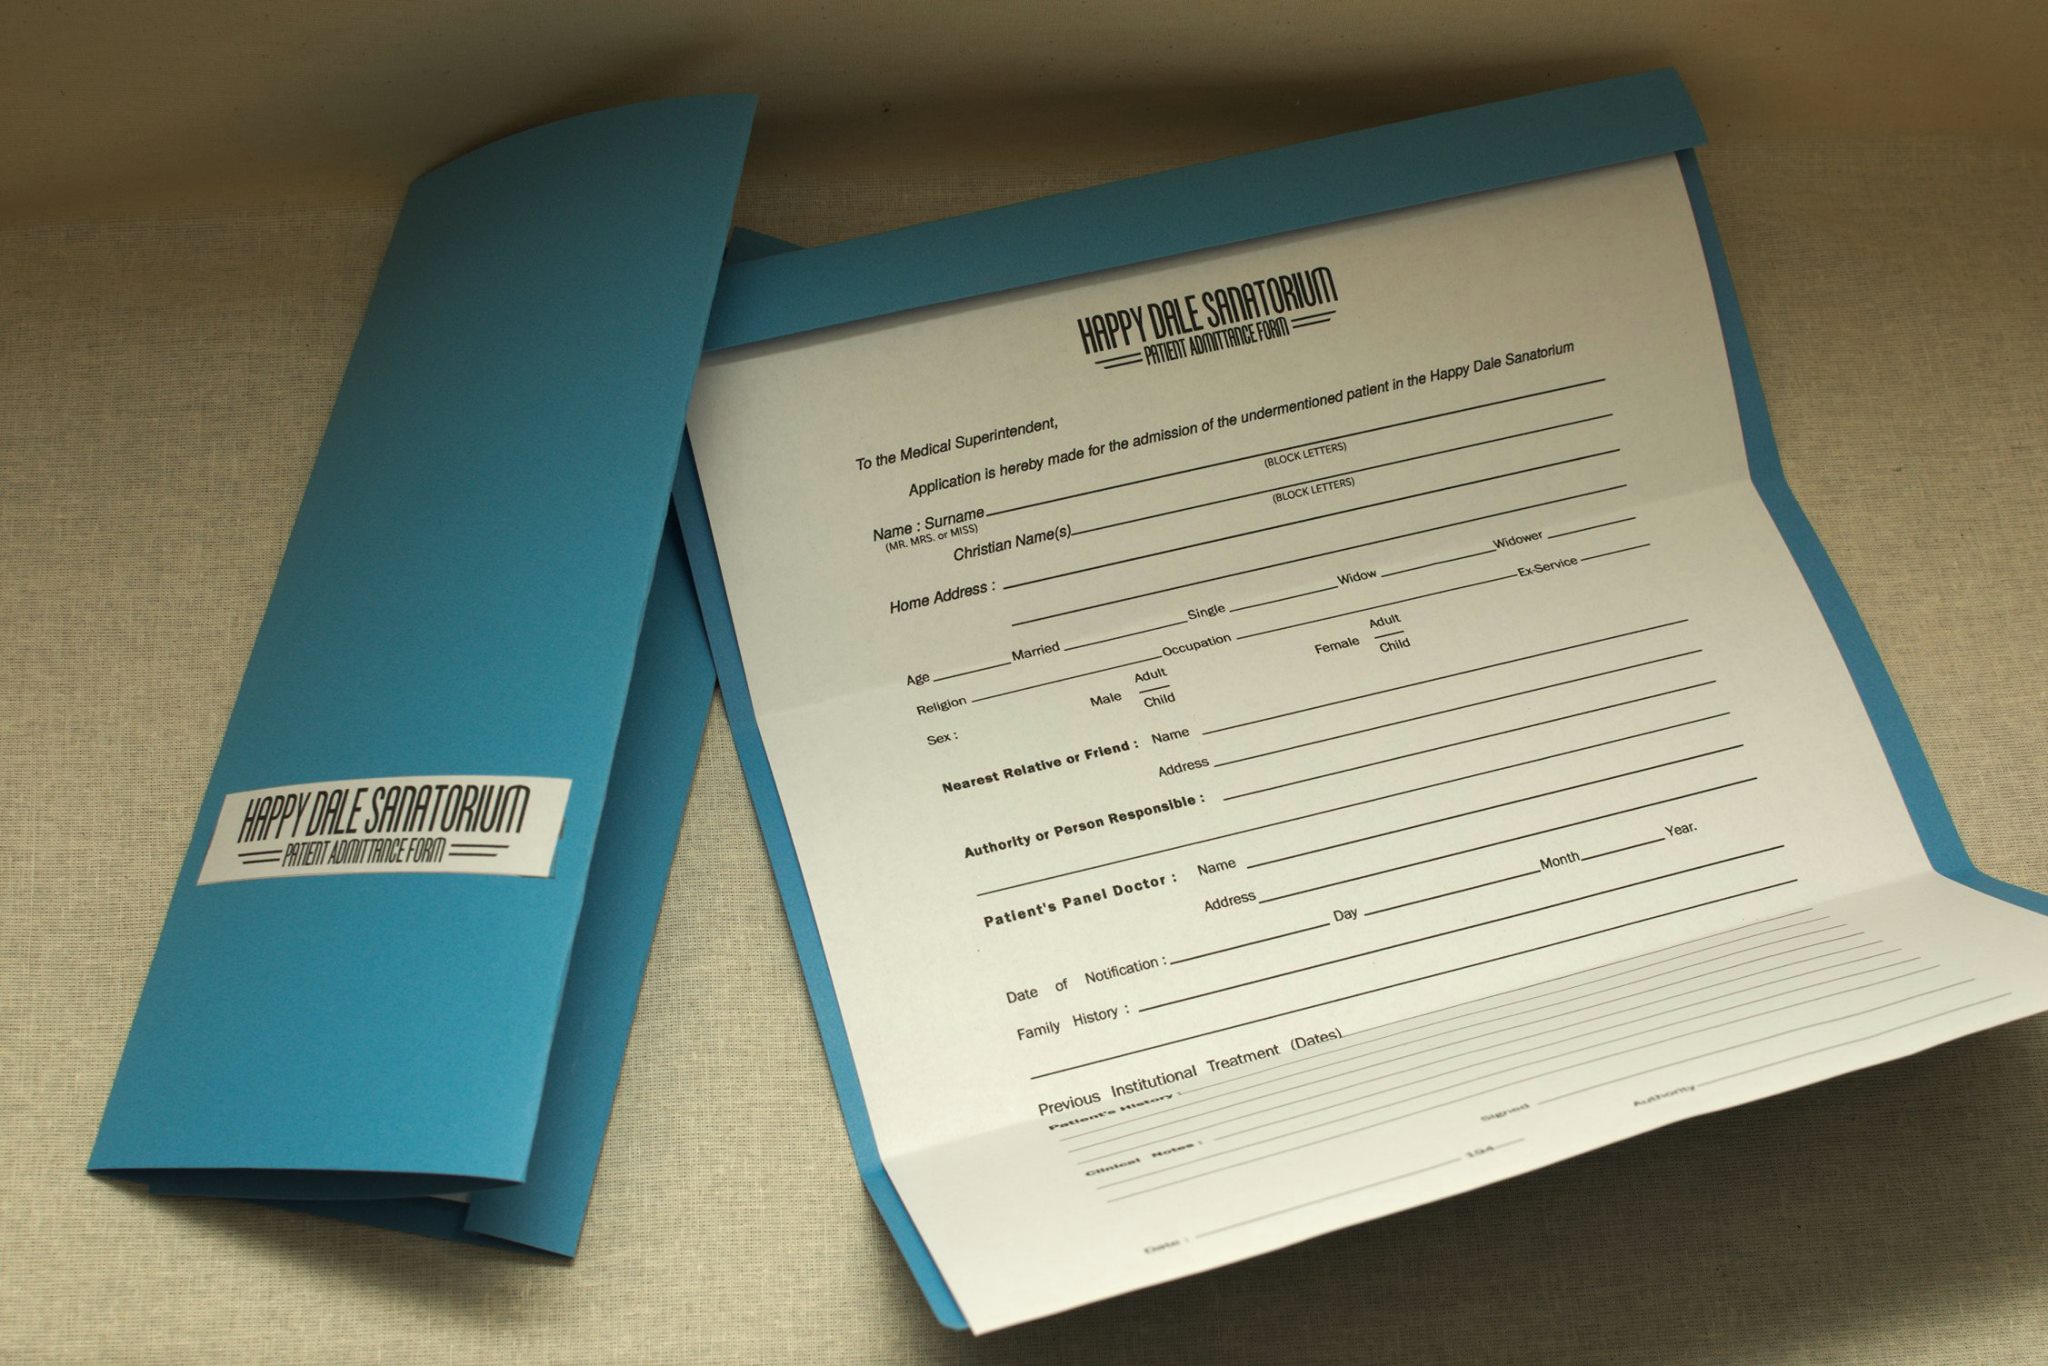 HAPPY DALE SANATORIUM
PATIENT ADMITTANCE FORM
HAPPY DALE SANATORIUM
PATIENT ADMITTANCE FORM
To the Medical Superintendent,
Application is hereby made for the admission of the undermentioned patient in the Happy Dale Sanatorium
Name : Surname
(MR. MRS. or MISS) (BLOCK LETTERS)
Christian Name(s)
(BLOCK LETTERS)
Home Address :
Age Married Single Widow Widower
Religion Occupation Ex-Service
Sex : Male Adult Child Female Adult Child
Nearest Relative or Friend : Name
Address
Authority or Person Responsible :
Patient's Panel Doctor : Name
Address
Date of Notification : Day Month Year.
Family History :
Previous Institutional Treatment (Dates)
Patient's History :
Clinical Notes :
Signed
Authority
Date : 194